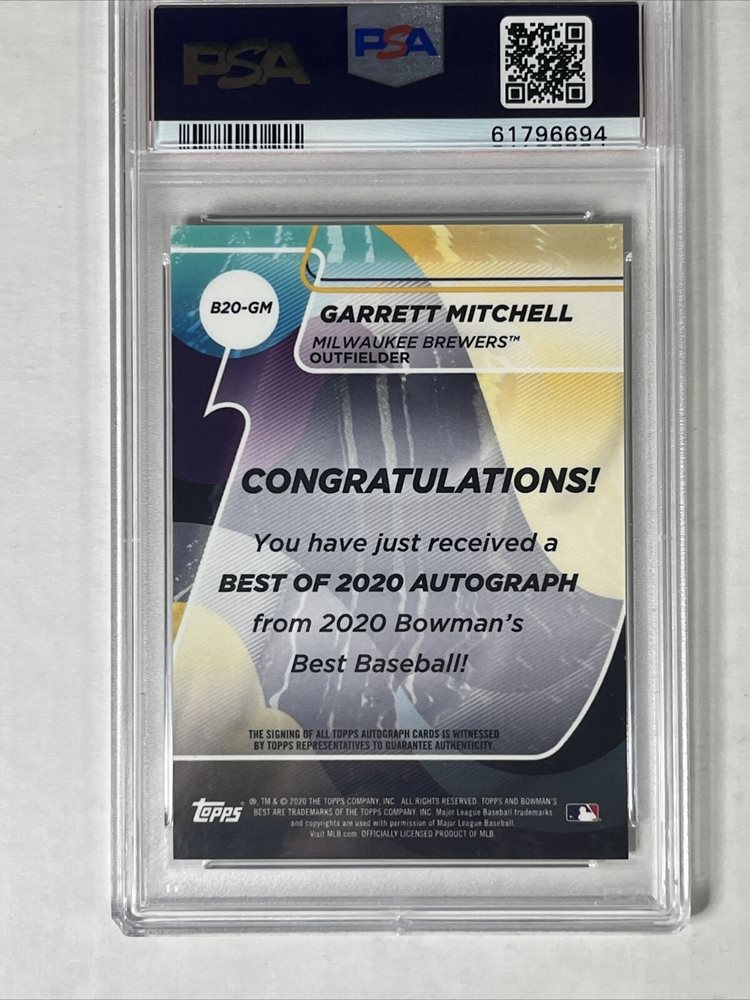 PSA PSA
61796694
B20-GM
GARRETT MITCHELL
MILWAUKEE BREWERS™
OUTFIELDER
CONGRATULATIONS!
You have just received a
BEST OF 2020 AUTOGRAPH
from 2020 Bowman's
Best Baseball!
THE SIGNING OF ALL TOPPS AUTOGRAPH CARDS IS WITNESSED
BY TOPPS REPRESENTATIVES TO GUARANTEE AUTHENTICITY.
Topps
®, TM & © 2020 THE TOPPS COMPANY, INC. ALL RIGHTS RESERVED. TOPPS AND BOWMAN'S
BEST ARE TRADEMARKS OF THE TOPPS COMPANY, INC. Major League Baseball trademarks
and copyrights are used with permission of Major League Baseball.
Visit MLB.com. OFFICIALLY LICENSED PRODUCT OF MLB.